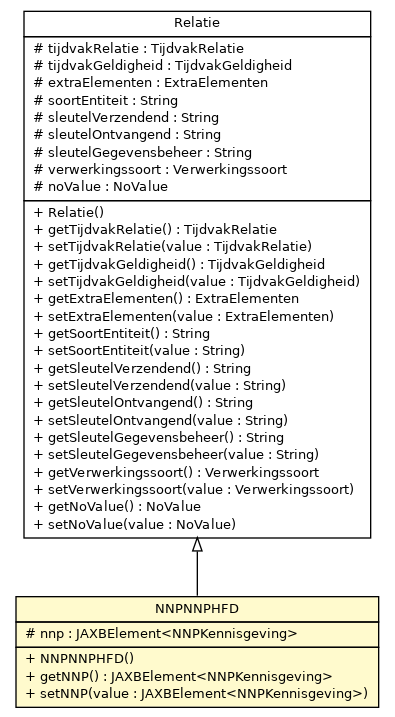 Relatie
# tijdvakRelatie : TijdvakRelatie
# tijdvakGeldigheid : TijdvakGeldigheid
# extraElementen : ExtraElementen
# soortEntiteit : String
# sleutelVerzendend : String
# sleutelOntvangend : String
# sleutelGegevensbeheer : String
# verwerkingssoort : Verwerkingssoort
# noValue : NoValue
+ Relatie()
+ getTijdvakRelatie() : TijdvakRelatie
+ setTijdvakRelatie(value : TijdvakRelatie)
+ getTijdvakGeldigheid() : TijdvakGeldigheid
+ setTijdvakGeldigheid(value : TijdvakGeldigheid)
+ getExtraElementen() : ExtraElementen
+ setExtraElementen(value : ExtraElementen)
+ getSoortEntiteit() : String
+ setSoortEntiteit(value : String)
+ getSleutelVerzendend() : String
+ setSleutelVerzendend(value : String)
+ getSleutelOntvangend() : String
+ setSleutelOntvangend(value : String)
+ getSleutelGegevensbeheer() : String
+ setSleutelGegevensbeheer(value : String)
+ getVerwerkingssoort() : Verwerkingssoort
+ setVerwerkingssoort(value : Verwerkingssoort)
+ getNoValue() : NoValue
+ setNoValue(value : NoValue)
NNPNNPHFD
# nnp : JAXBElement<NNPKennisgeving>
+ NNPNNPHFD()
+ getNNP() : JAXBElement<NNPKennisgeving>
+ setNNP(value : JAXBElement<NNPKennisgeving>)